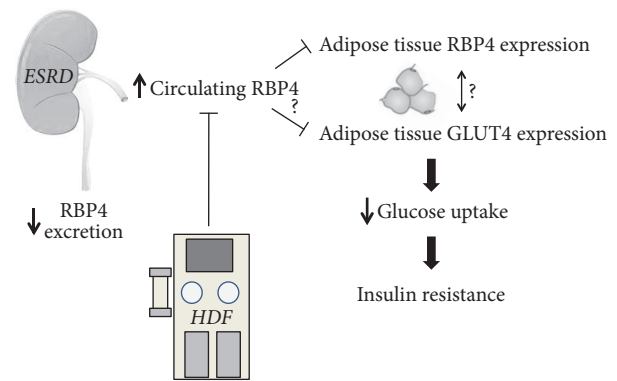 Adipose tissue RBP4 expression
ESRD
Circulating RBP4
?
?
Adipose tissue GLUT4 expression
RBP4
excretion
Glucose uptake
Insulin resistance
HDF